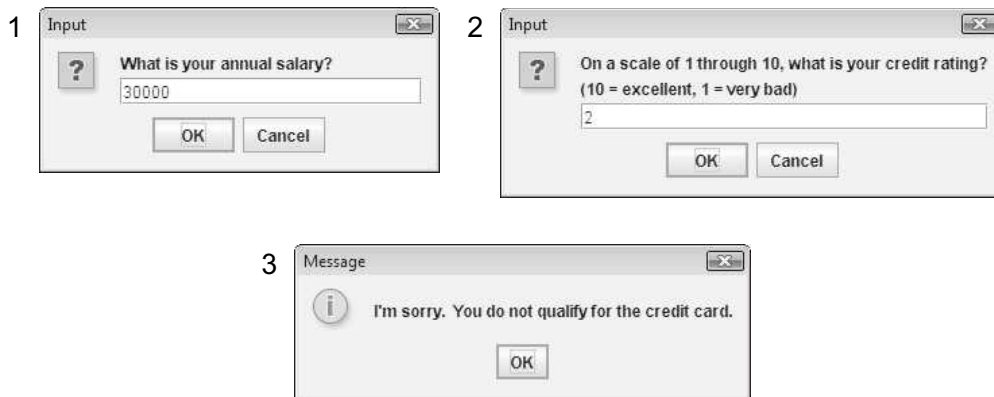 1
Input
What is your annual salary?
30000
OK Cancel
2
Input
On a scale of 1 through 10, what is your credit rating?
(10 = excellent, 1 = very bad)
2
OK Cancel
3
Message
I'm sorry. You do not qualify for the credit card.
OK